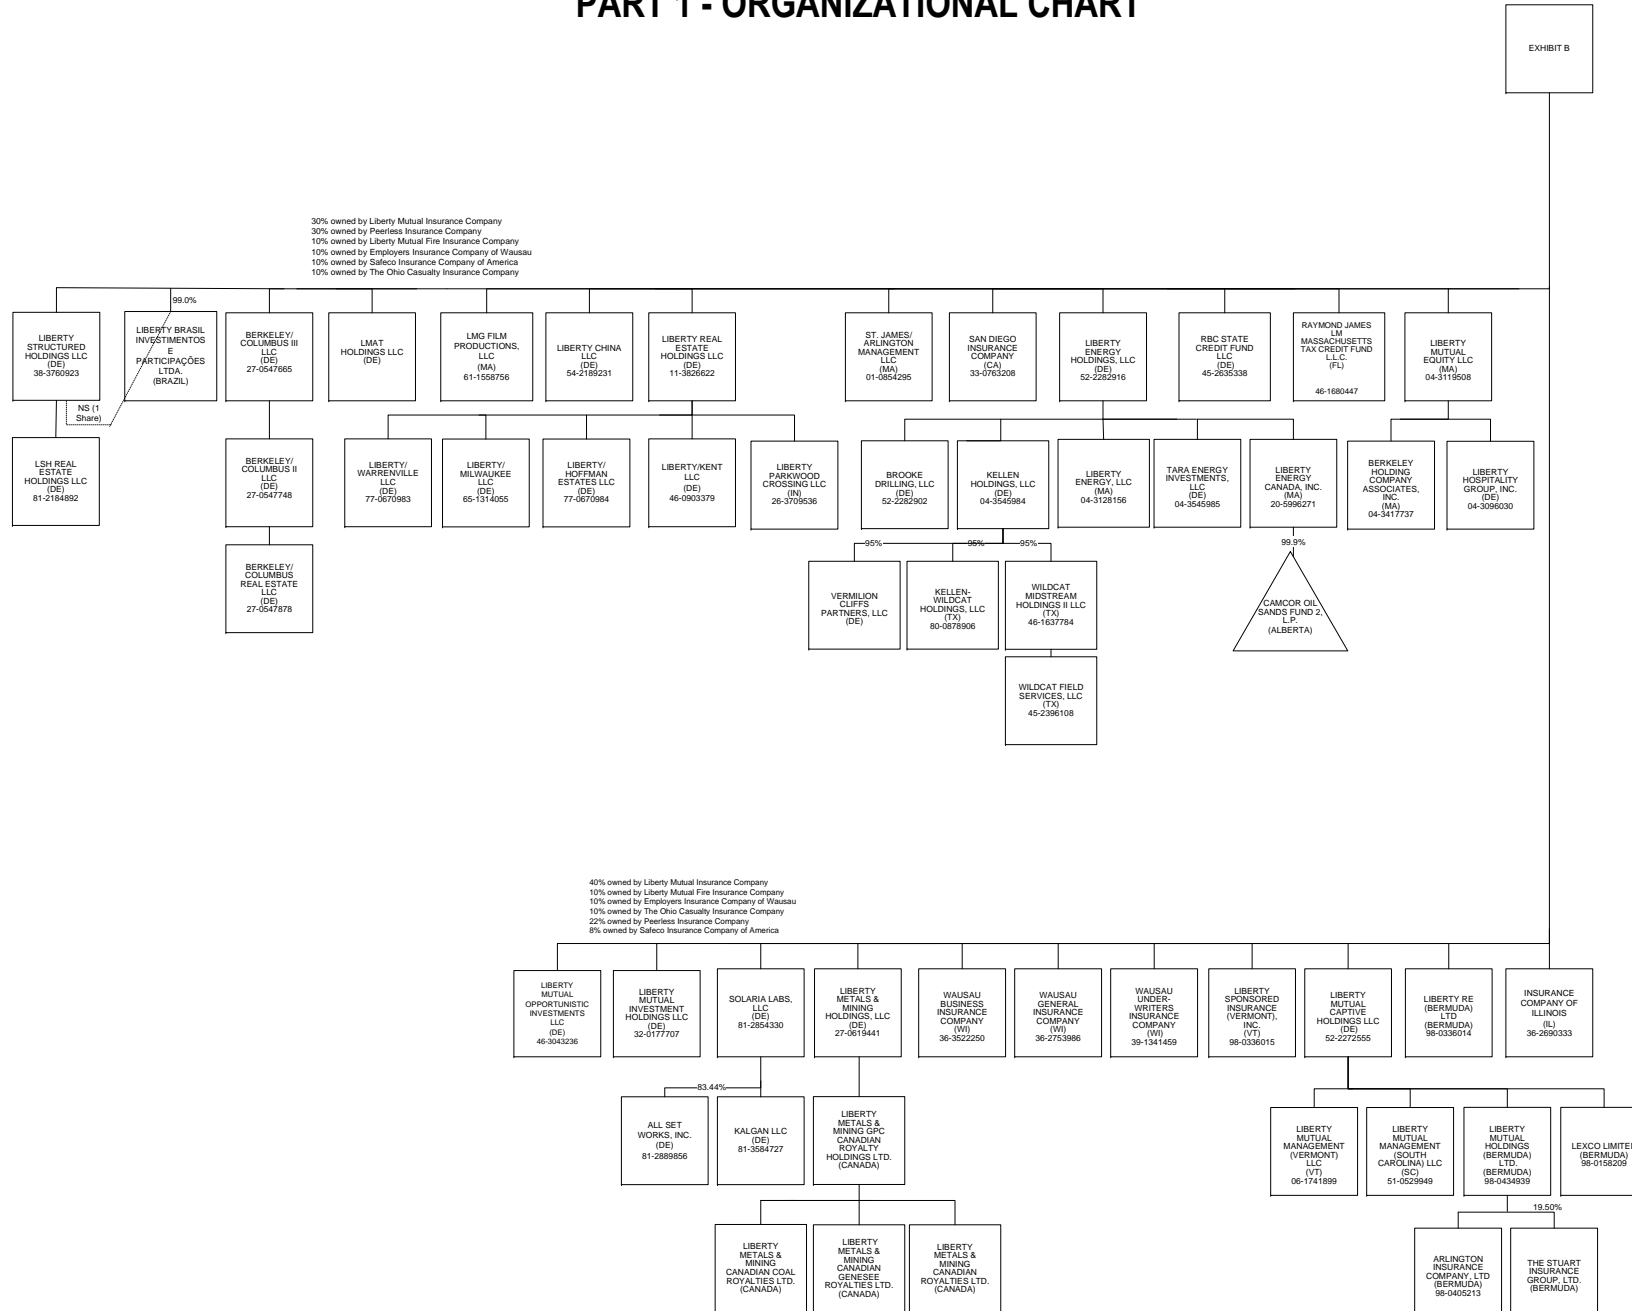 PART 1 - ORGANIZATIONAL CHART
EXHIBIT B
30% owned by Liberty Mutual Insurance Company
30% owned by Peerless Insurance Company
10% owned by Liberty Mutual Fire Insurance Company
10% owned by Employers Insurance Company of Wausau
10% owned by Safeco Insurance Company of America
10% owned by The Ohio Casualty Insurance Company
99.0%
LIBERTY
STRUCTURED
HOLDINGS LLC
(DE)
38-3760923
LIBERTY BRASIL
INVESTIMENTOS
E
PARTICIPAÇÕES
LTDA.
(BRAZIL)
BERKELEY/
COLUMBUS III
LLC
(DE)
27-0547665
LMAT
HOLDINGS LLC
(DE)
LMG FILM
PRODUCTIONS,
LLC
(MA)
61-1558756
LIBERTY CHINA
LLC
(DE)
54-2189231
LIBERTY REAL
ESTATE
HOLDINGS LLC
(DE)
11-3826622
ST. JAMES/
ARLINGTON
MANAGEMENT
LLC
(MA)
01-0854295
SAN DIEGO
INSURANCE
COMPANY
(CA)
33-0763208
LIBERTY
ENERGY
HOLDINGS, LLC
(DE)
52-2282916
RBC STATE
CREDIT FUND
LLC
(DE)
45-2635338
RAYMOND JAMES
LM
MASSACHUSETTS
TAX CREDIT FUND
L.L.C.
(FL)
46-1680447
LIBERTY
MUTUAL
EQUITY LLC
(MA)
04-3119508
NS (1
Share)
LSH REAL
ESTATE
HOLDINGS LLC
(DE)
81-2184892
BERKELEY/
COLUMBUS II
LLC
(DE)
27-0547748
LIBERTY/
WARRENVILLE
LLC
(DE)
77-0670983
LIBERTY/
MILWAUKEE
LLC
(DE)
65-1314055
LIBERTY/
HOFFMAN
ESTATES LLC
(DE)
77-0670984
LIBERTY/KENT
LLC
(DE)
46-0903379
LIBERTY
PARKWOOD
CROSSING LLC
(IN)
26-3709536
BROOKE
DRILLING, LLC
(DE)
52-2282902
KELLEN
HOLDINGS, LLC
(DE)
04-3545984
LIBERTY
ENERGY, LLC
(MA)
04-3128156
TARA ENERGY
INVESTMENTS,
LLC
(DE)
04-3545985
LIBERTY
ENERGY
CANADA, INC.
(MA)
20-5996271
BERKELEY
HOLDING
COMPANY
ASSOCIATES,
INC.
(MA)
04-3417737
LIBERTY
HOSPITALITY
GROUP, INC.
(DE)
04-3096030
95%
95%
95%
99.9%
BERKELEY/
COLUMBUS
REAL ESTATE
LLC
(DE)
27-0547878
VERMILION
CLIFFS
PARTNERS, LLC
(DE)
KELLEN-
WILDCAT
HOLDINGS, LLC
(TX)
80-0878906
WILDCAT
MIDSTREAM
HOLDINGS II LLC
(TX)
46-1637784
CAMCOR OIL
SANDS FUND 2,
L.P.
(ALBERTA)
WILDCAT FIELD
SERVICES, LLC
(TX)
45-2396108
40% owned by Liberty Mutual Insurance Company
10% owned by Liberty Mutual Fire Insurance Company
10% owned by Employers Insurance Company of Wausau
10% owned by The Ohio Casualty Insurance Company
22% owned by Peerless Insurance Company
8% owned by Safeco Insurance Company of America
LIBERTY
MUTUAL
OPPORTUNISTIC
INVESTMENTS
LLC
(DE)
46-3043236
LIBERTY
MUTUAL
INVESTMENT
HOLDINGS LLC
(DE)
32-0177707
SOLARIA LABS,
LLC
(DE)
81-2854330
LIBERTY
METALS &
MINING
HOLDINGS, LLC
(DE)
27-0619441
WAUSAU
BUSINESS
INSURANCE
COMPANY
(WI)
36-3522250
WAUSAU
GENERAL
INSURANCE
COMPANY
(WI)
36-2753986
WAUSAU
UNDER-
WRITERS
INSURANCE
COMPANY
(WI)
39-1341459
LIBERTY
SPONSORED
INSURANCE
(VERMONT),
INC.
(VT)
98-0336015
LIBERTY
MUTUAL
CAPTIVE
HOLDINGS LLC
(DE)
52-2272555
LIBERTY RE
(BERMUDA)
LTD
(BERMUDA)
98-0336014
INSURANCE
COMPANY OF
ILLINOIS
(IL)
36-2690333
83.44%
ALL SET
WORKS, INC.
(DE)
81-2889856
KALGAN LLC
(DE)
81-3584727
LIBERTY
METALS &
MINING GPC
CANADIAN
ROYALTY
HOLDINGS LTD.
(CANADA)
LIBERTY
MUTUAL
MANAGEMENT
(VERMONT)
LLC
(VT)
06-1741899
LIBERTY
MUTUAL
MANAGEMENT
(SOUTH
CAROLINA) LLC
(SC)
51-0529949
LIBERTY
MUTUAL
HOLDINGS
(BERMUDA)
LTD.
(BERMUDA)
98-0434939
LEXCO LIMITE
(BERMUDA)
98-0158209
19.50%
LIBERTY
METALS &
MINING
CANADIAN COAL
ROYALTIES LTD.
(CANADA)
LIBERTY
METALS &
MINING
CANADIAN
GENESEE
ROYALTIES LTD.
(CANADA)
LIBERTY
METALS &
MINING
CANADIAN
ROYALTIES LTD.
(CANADA)
ARLINGTON
INSURANCE
COMPANY, LTD
(BERMUDA)
98-0405213
THE STUART
INSURANCE
GROUP, LTD.
(BERMUDA)